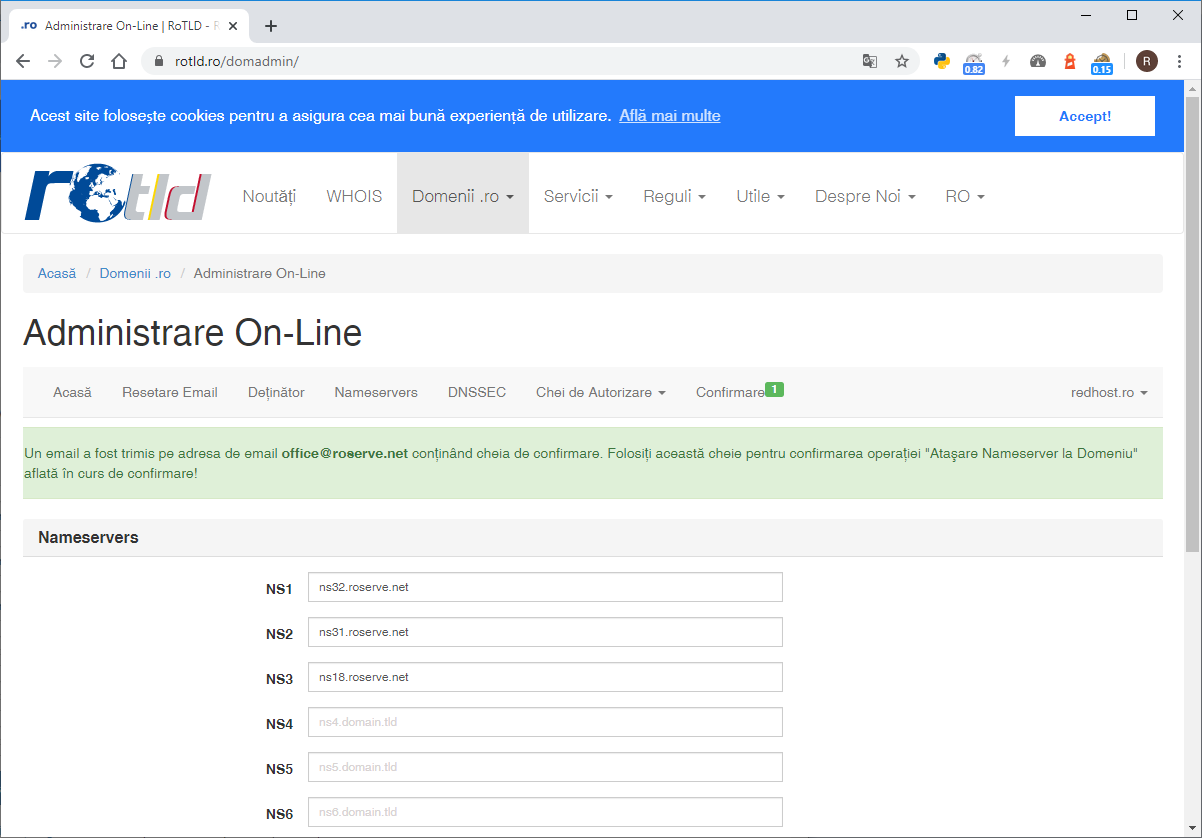 .ro Administrare On-Line | RoTLD -
rotld.ro/domadmin/
0.82
0.15
R
Acest site folosește cookies pentru a asigura cea mai bună experiență de utilizare. Află mai multe
Accept!
rotld
Noutăți WHOIS Domenii .ro Servicii Reguli Utile Despre Noi RO
Acasă / Domenii .ro / Administrare On-Line
Administrare On-Line
Acasă Resetare Email Deținător Nameservers DNSSEC Chei de Autorizare Confirmare 1 redhost.ro
Un email a fost trimis pe adresa de email office@roserve.net conținând cheia de confirmare. Folosiți această cheie pentru confirmarea operației "Ataşare Nameserver la Domeniu"
aflată în curs de confirmare!
Nameservers
NS1 ns32.roserve.net
NS2 ns31.roserve.net
NS3 ns18.roserve.net
NS4 ns4.domain.tld
NS5 ns5.domain.tld
NS6 ns6.domain.tld